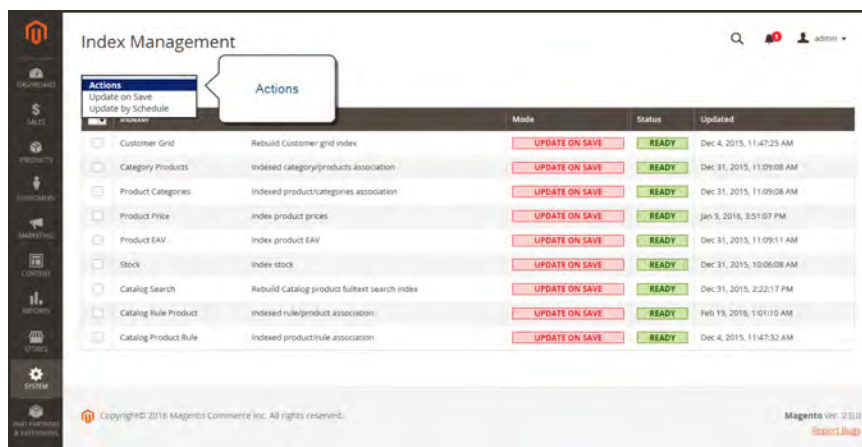 Index Management
admin
DASHBOARD
SALES
PRODUCTS
CUSTOMERS
MARKETING
CONTENT
REPORTS
STORES
SYSTEM
FIND PARTNERS
& EXTENSIONS
Actions
Update on Save
Update by Schedule
Actions
Indexer Mode Status Updated
Customer Grid Rebuild Customer grid index UPDATE ON SAVE READY Dec 4, 2015, 11:47:25 AM
Category Products Indexed category/products association UPDATE ON SAVE READY Dec 31, 2015, 11:09:08 AM
Product Categories Indexed product/categories association UPDATE ON SAVE READY Dec 31, 2015, 11:09:08 AM
Product Price Index product prices UPDATE ON SAVE READY Jan 9, 2016, 3:51:07 PM
Product EAV Index product EAV UPDATE ON SAVE READY Dec 31, 2015, 11:09:11 AM
Stock Index stock UPDATE ON SAVE READY Dec 31, 2015, 10:06:08 AM
Catalog Search Rebuild Catalog product fulltext search index UPDATE ON SAVE READY Dec 31, 2015, 2:22:17 PM
Catalog Rule Product Indexed rule/product association UPDATE ON SAVE READY Feb 19, 2016, 1:01:10 AM
Catalog Product Rule Indexed product/rule association UPDATE ON SAVE READY Dec 4, 2015, 11:47:32 AM
Copyright© 2016 Magento Commerce Inc. All rights reserved.
Magento ver. 2.0.0
Report Bugs